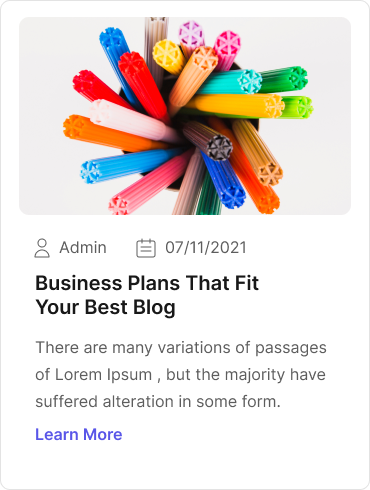 Admin 07/11/2021
Business Plans That Fit
Your Best Blog
There are many variations of passages
of Lorem Ipsum , but the majority have
suffered alteration in some form.
Learn More